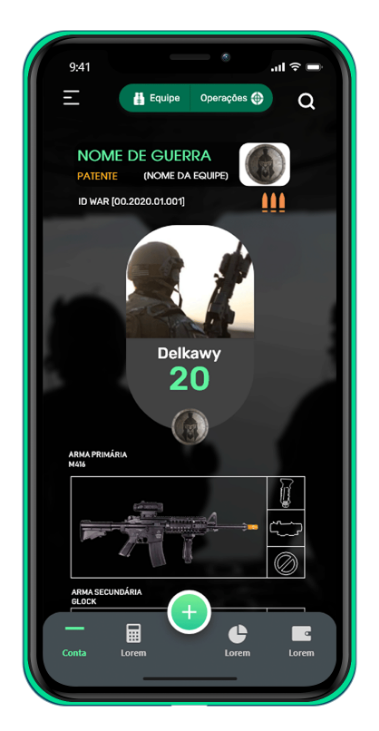 9:41
Equipe Operações
NOME DE GUERRA
PATENTE (NOME DA EQUIPE)
ID WAR [00.2020.01.001]
Delkawy
20
ARMA PRIMÁRIA
M416
ARMA SECUNDÁRIA
GLOCK
Conta Lorem Lorem Lorem